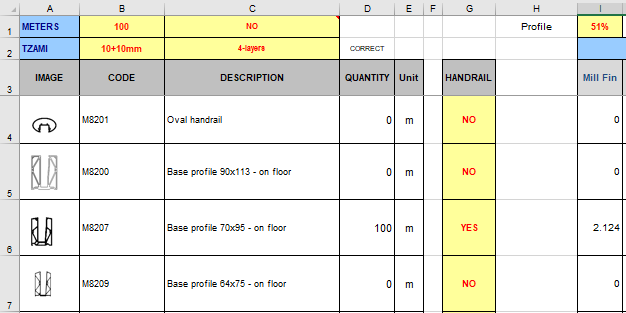 A B C D E F G H I
1 METERS 100 NO Profile 51%
2 TZAMI 10+10mm 4-layers CORRECT
3 IMAGE CODE DESCRIPTION QUANTITY Unit HANDRAIL Mill Fin
4 M8201 Oval handrail 0 m NO 0
5 M8200 Base profile 90x113 - on floor 0 m NO 0
6 M8207 Base profile 70x95 - on floor 100 m YES 2.124
7 M8209 Base profile 64x75 - on floor 0 m NO 0